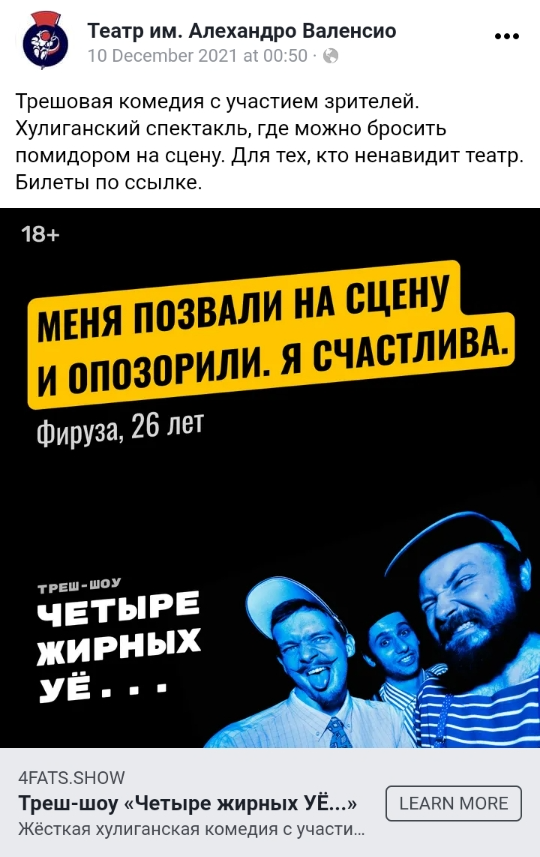 Театр им. Алехандро Валенсио
10 December 2021 at 00:50 ·
Трешовая комедия с участием зрителей.
Хулиганский спектакль, где можно бросить
помидором на сцену. Для тех, кто ненавидит театр.
Билеты по ссылке.
18+
МЕНЯ ПОЗВАЛИ НА СЦЕНУ
И ОПОЗОРИЛИ. Я СЧАСТЛИВА.
Фируза, 26 лет
ТРЕШ-ШОУ
ЧЕТЫРЕ
ЖИРНЫХ
УЁ...
4FATS.SHOW
Треш-шоу «Четыре жирных УЁ...»
Жёсткая хулиганская комедия с участи...
LEARN MORE